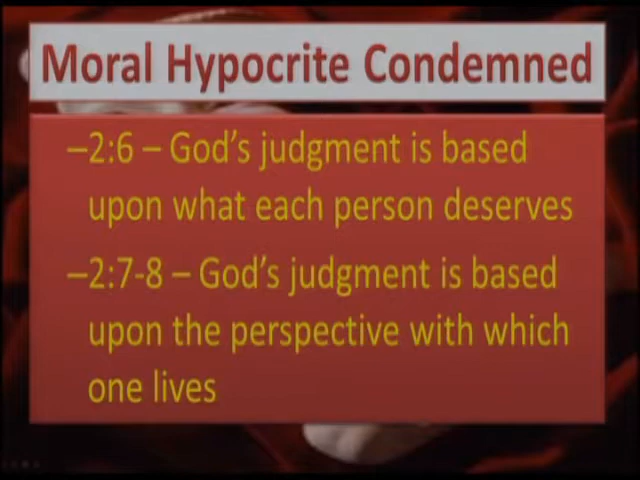 Moral Hypocrite Condemned
–2:6 – God's judgment is based
upon what each person deserves
–2:7-8 – God's judgment is based
upon the perspective with which
one lives